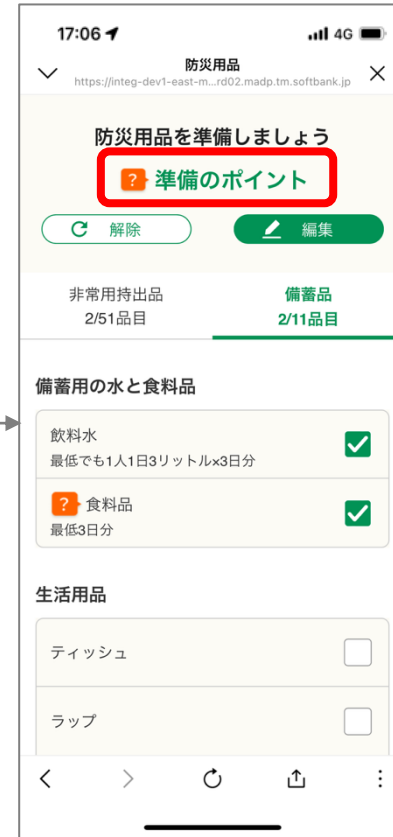 17:06
4G
防災用品
https://integ-dev1-east-m...rd02.madp.tm.softbank.jp
防災用品を準備しましょう
? 準備のポイント
解除
編集
非常用持出品
2/51品目
備蓄品
2/11品目
備蓄用の水と食料品
飲料水
最低でも1人1日3リットル×3日分
? 食料品
最低3日分
生活用品
ティッシュ
ラップ